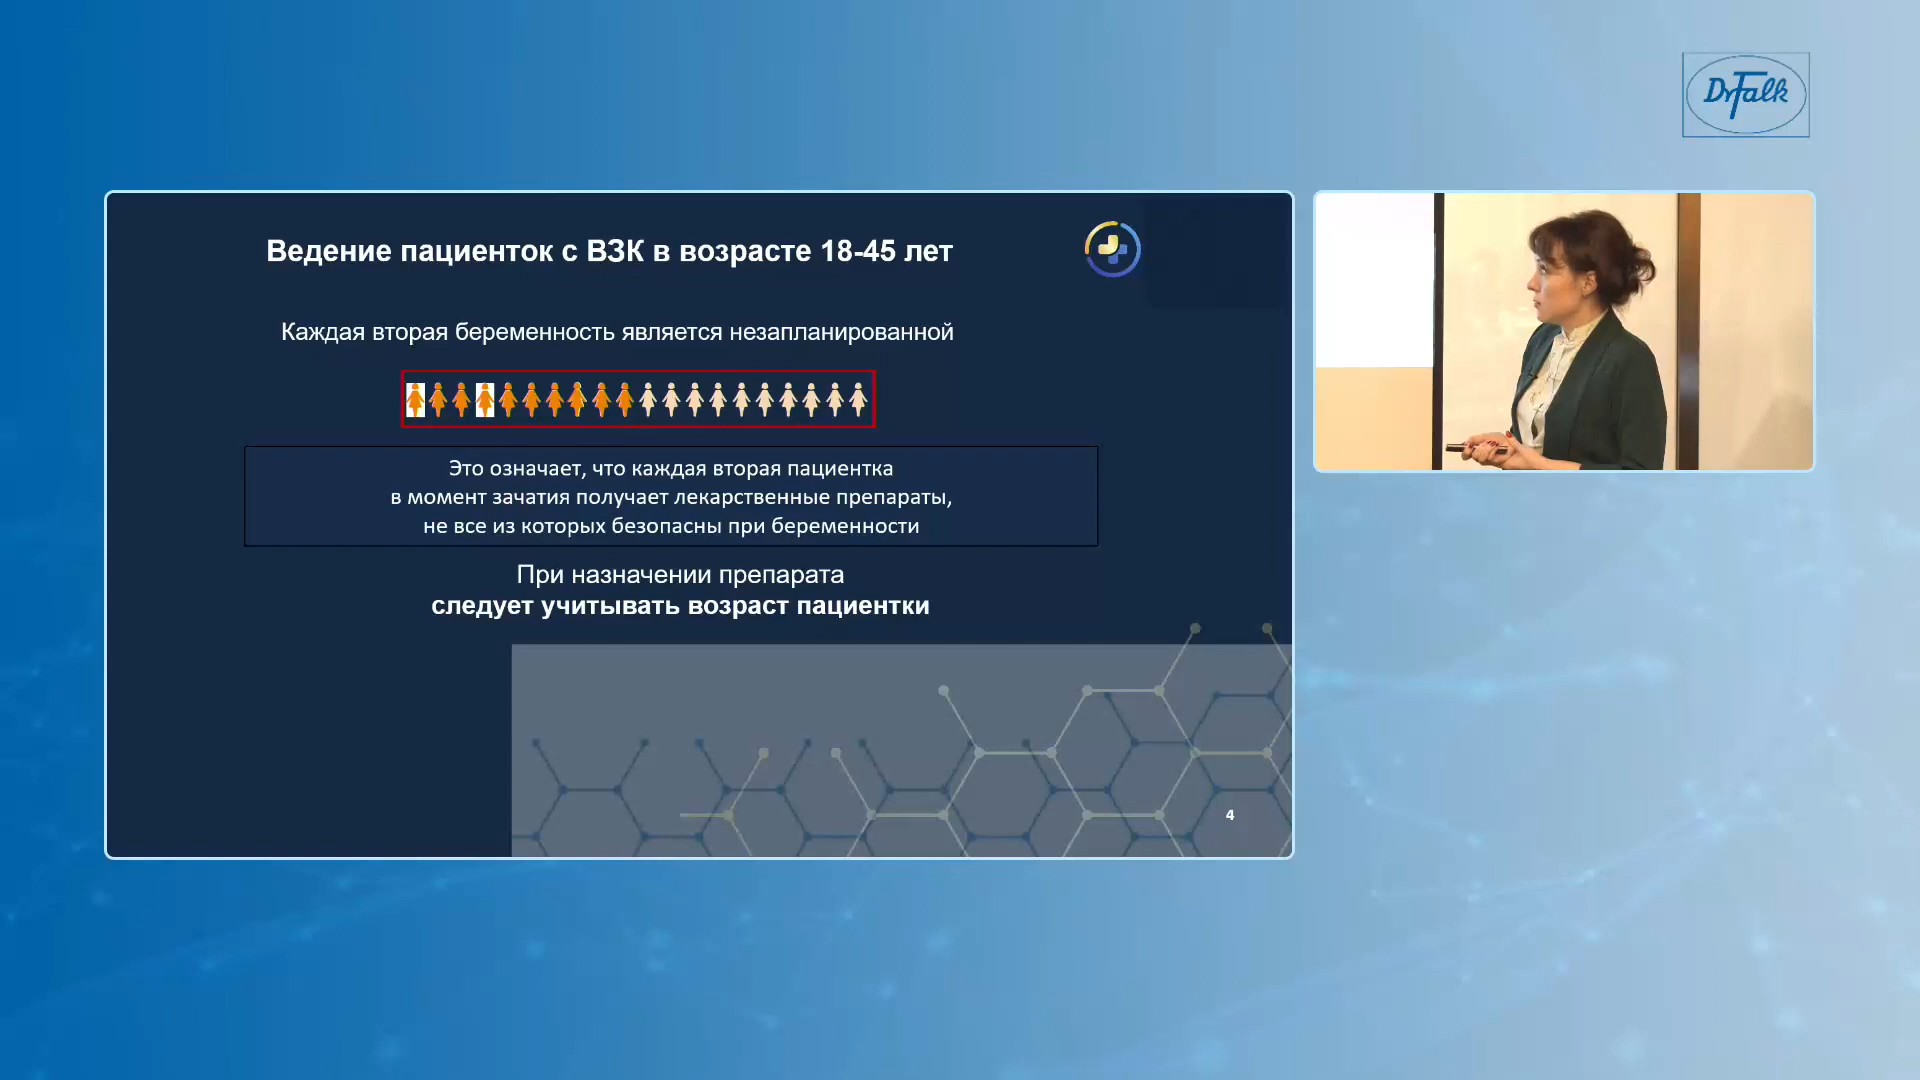 Dr Falk
Ведение пациенток с ВЗК в возрасте 18-45 лет
Каждая вторая беременность является незапланированной
Это означает, что каждая вторая пациентка
в момент зачатия получает лекарственные препараты,
не все из которых безопасны при беременности
При назначении препарата
следует учитывать возраст пациентки
4